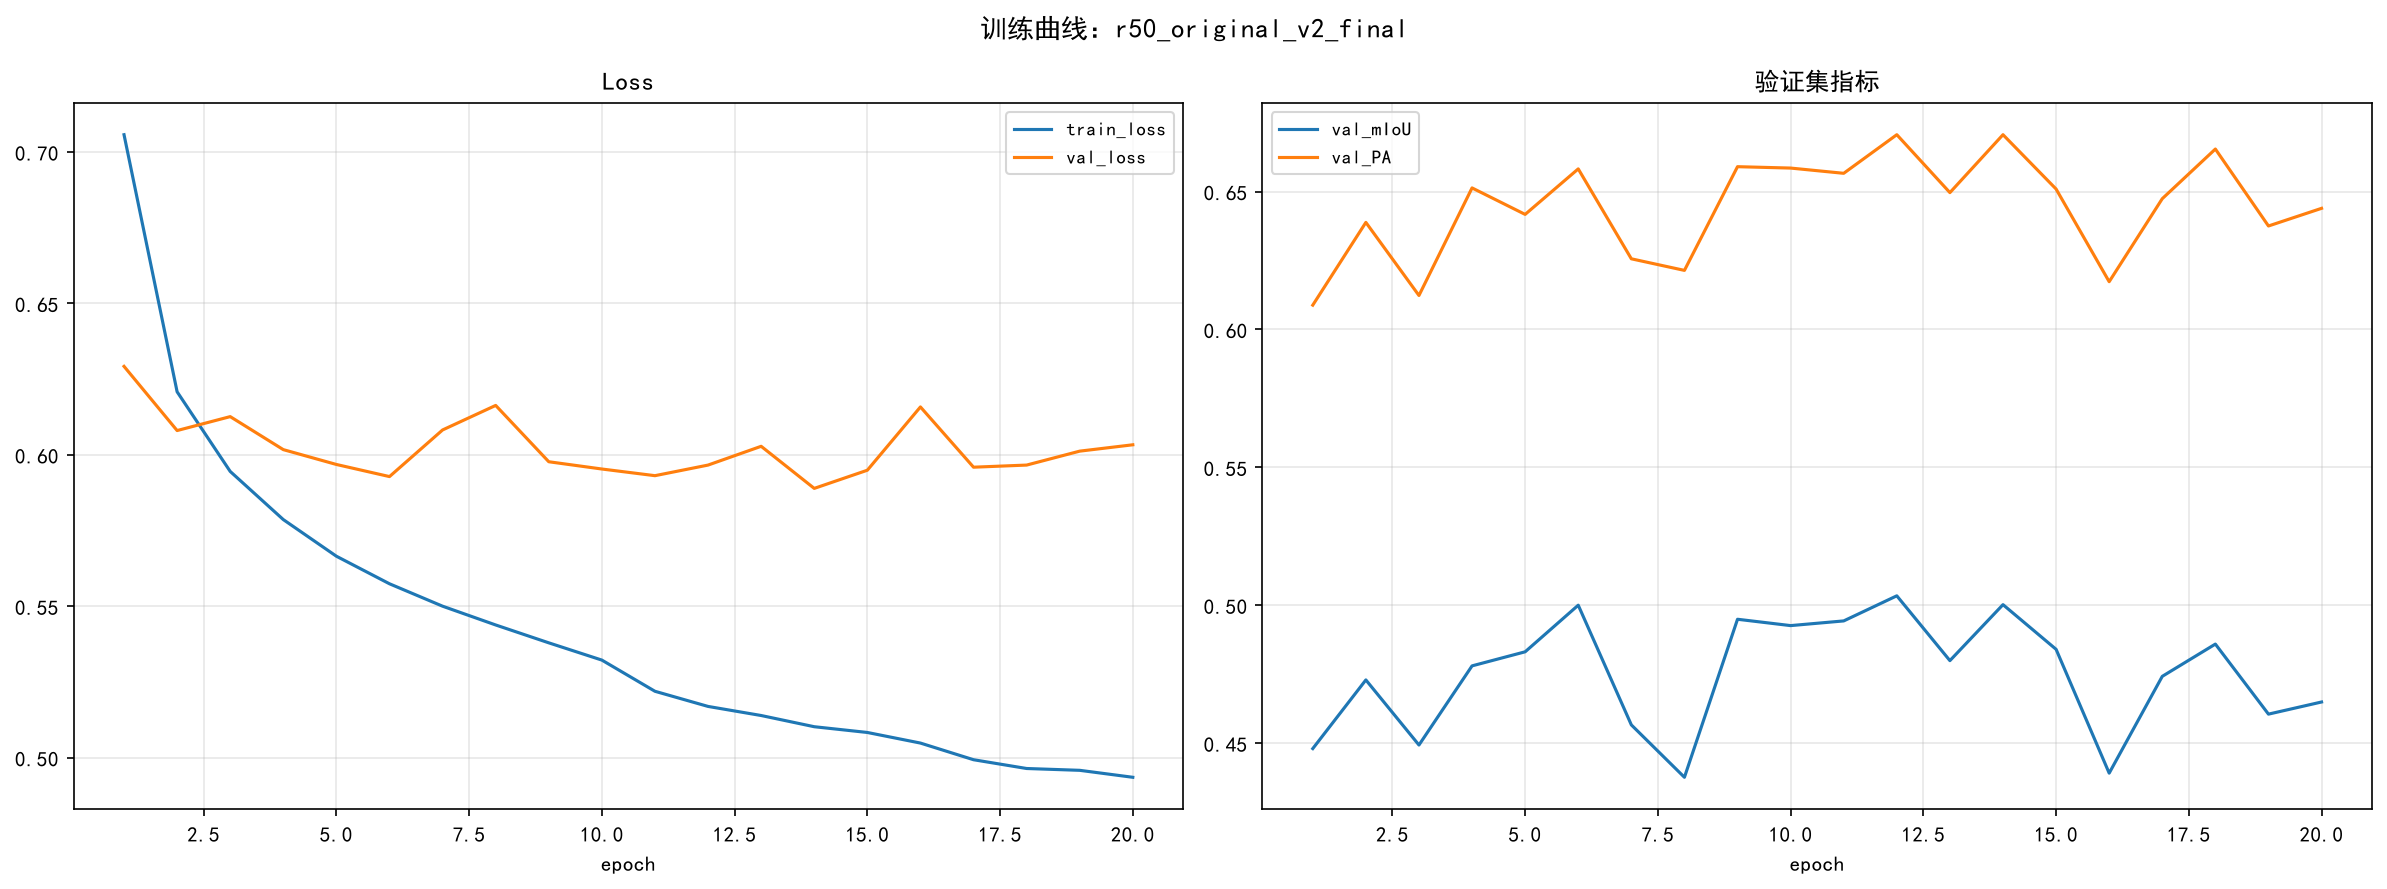 训练曲线：r50_original_v2_final
Loss
train_loss
val_loss
0.70
0.65
0.60
0.55
0.50
2.5 5.0 7.5 10.0 12.5 15.0 17.5 20.0
epoch
验证集指标
val_mIoU
val_PA
0.65
0.60
0.55
0.50
0.45
2.5 5.0 7.5 10.0 12.5 15.0 17.5 20.0
epoch